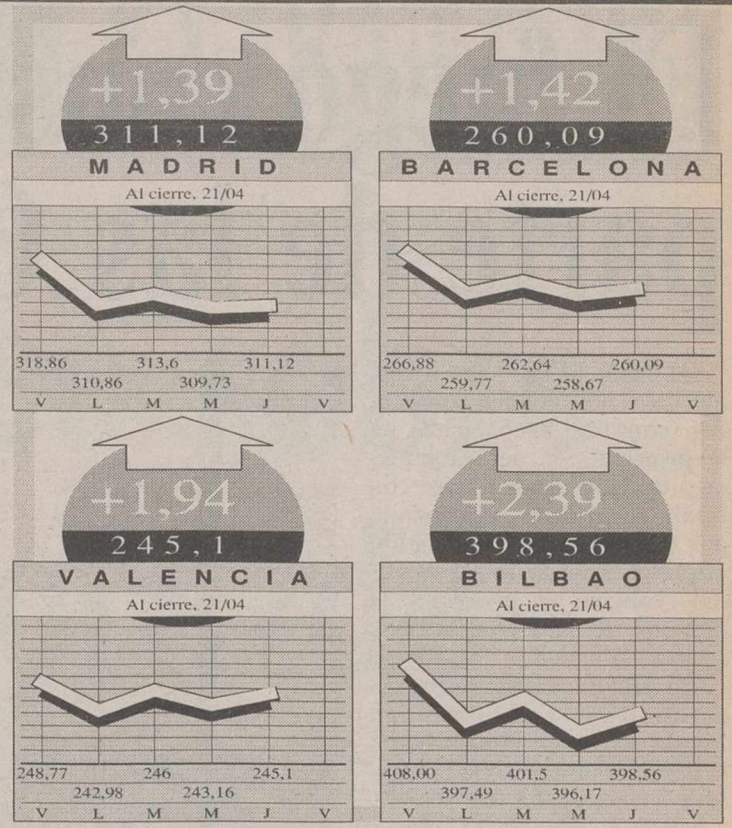 +1,39
311,12
MADRID
Al cierre, 21/04
318,86 313,6 311,12
310,86 309,73
V L M M J V
+1,42
260,09
BARCELONA
Al cierre, 21/04
266,88 262,64 260,09
259,77 258,67
V L M M J V
+1,94
245,1
VALENCIA
Al cierre, 21/04
248,77 246 245,1
242,98 243,16
V L M M J V
+2,39
398,56
BILBAO
Al cierre, 21/04
408,00 401,5 398,56
397,49 396,17
V L M M J V